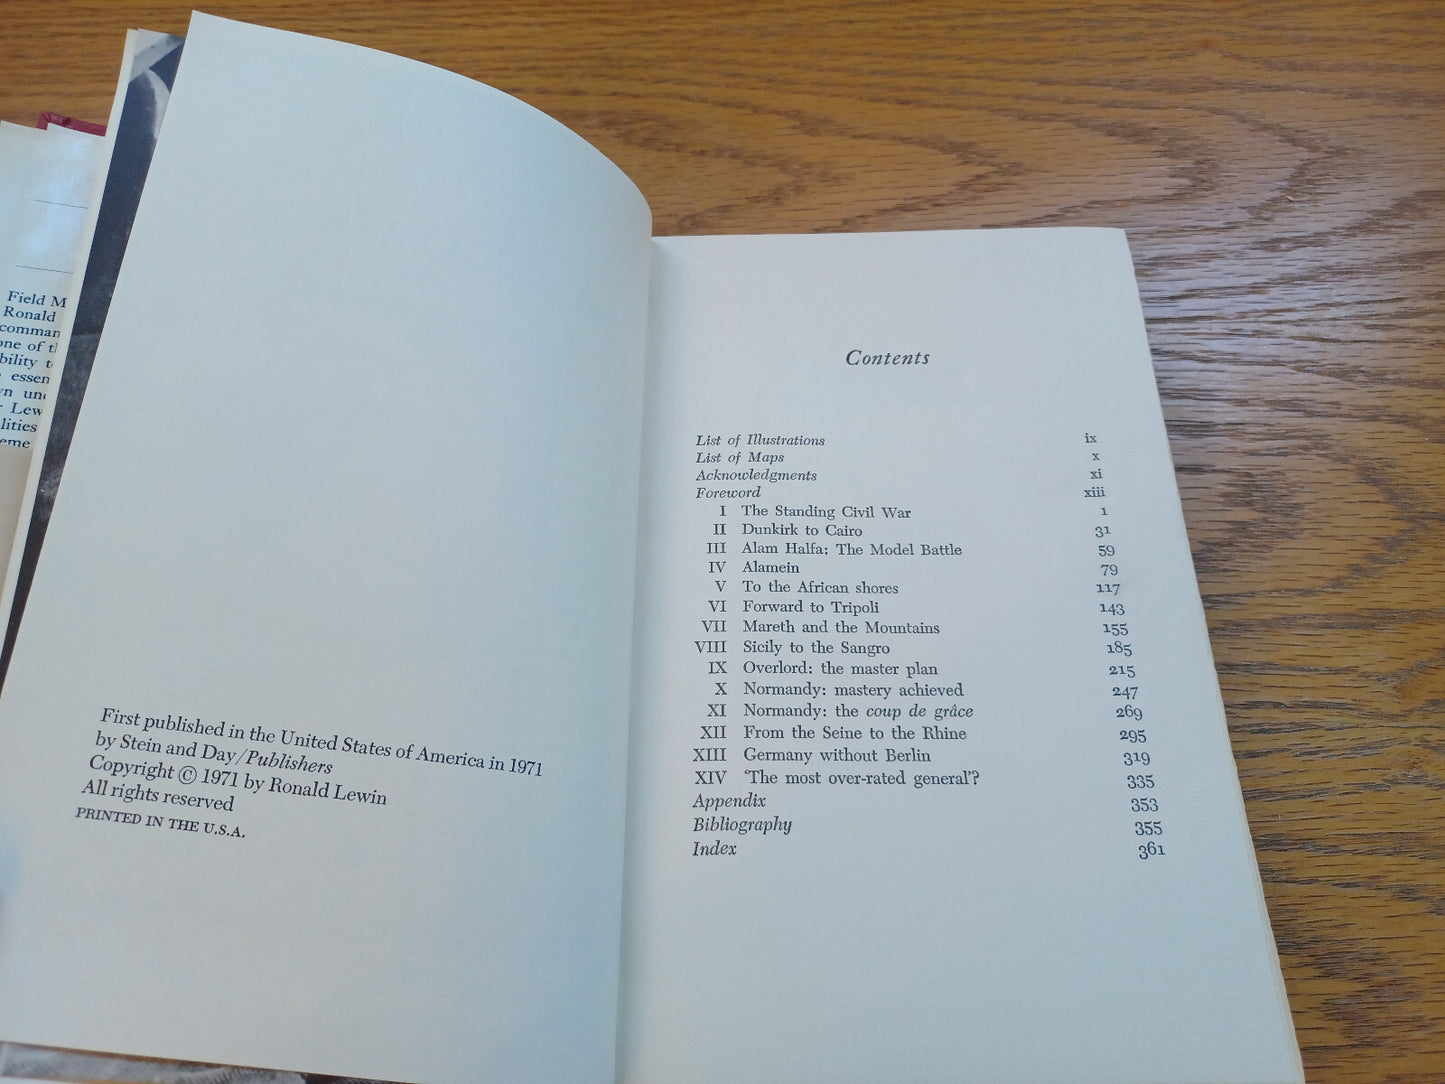 Field M
Ronald
comman
one of t
bility t
essen
wn und
Lew
lities
eme
First published in the United States of America in 1971
by Stein and Day/Publishers
Copyright © 1971 by Ronald Lewin
All rights reserved
PRINTED IN THE U.S.A.
Contents
List of Illustrations ix
List of Maps x
Acknowledgments xi
Foreword xiii
I The Standing Civil War 1
II Dunkirk to Cairo 31
III Alam Halfa: The Model Battle 59
IV Alamein 79
V To the African shores 117
VI Forward to Tripoli 143
VII Mareth and the Mountains 155
VIII Sicily to the Sangro 185
IX Overlord: the master plan 215
X Normandy: mastery achieved 247
XI Normandy: the coup de grâce 269
XII From the Seine to the Rhine 295
XIII Germany without Berlin 319
XIV ‘The most over-rated general’? 335
Appendix 353
Bibliography 355
Index 361